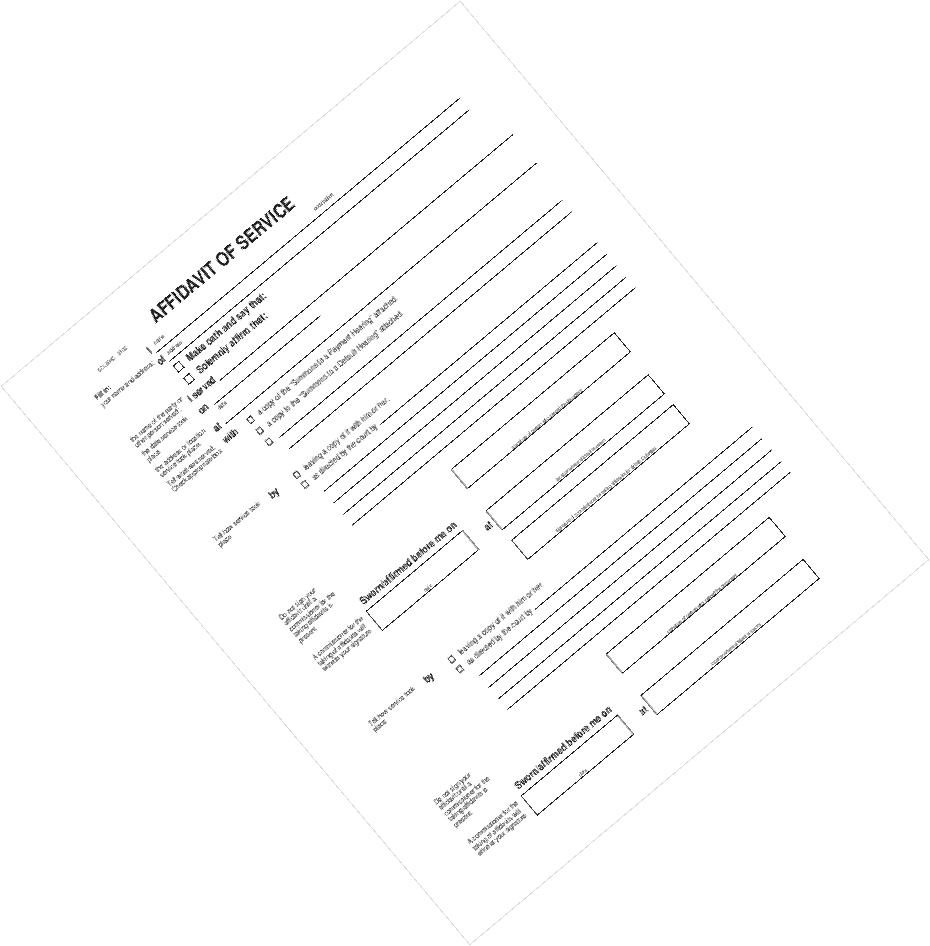 AFFIDAVIT OF SERVICE
occupation
Fill in:
your name and address;
I
name
of
address
Make oath and say that:
Solemnly affirm that:
the name of the party or
other person served
I served
the date service took
place
on
date
the address or location
service took place.
at
Tell what was served.
Check appropriate box.
with
a copy of the "Summons to a Payment Hearing" attached.
a copy to the "Summons to a Default Hearing" attached.
Tell how service took
place
by
leaving a copy of it with him or her.
as directed by the court by
Do not sign your
affidavit until a
commissioner for the
taking affidavits is
present.
Sworn/affirmed before me on
A commissioner for the
taking of affidavits will
witness your signature
date
at
Tell how service took
place
by
leaving a copy of it with him or her
as directed by the court by
Do not sign your
affidavit until a
commissioner for the
taking affidavits is
present.
Sworn/affirmed before me on
A commissioner for the
taking of affidavits will
date
at